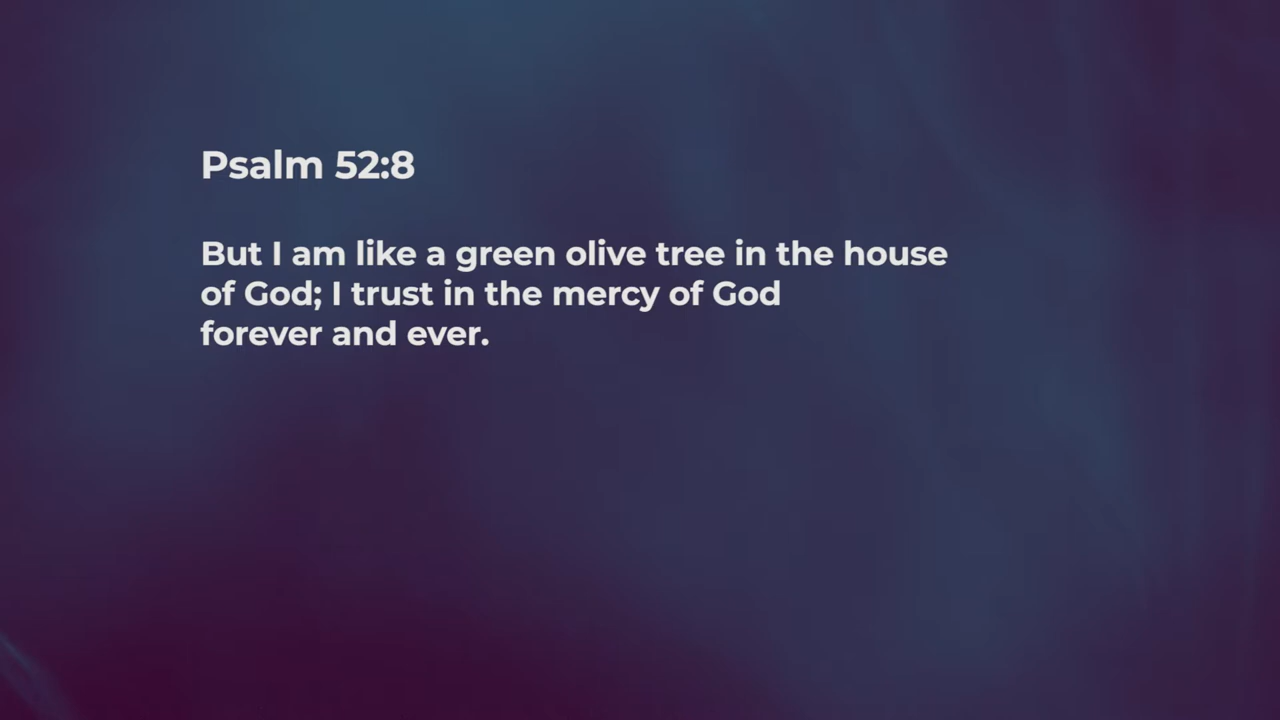 Psalm 52:8
But I am like a green olive tree in the house
of God; I trust in the mercy of God
forever and ever.